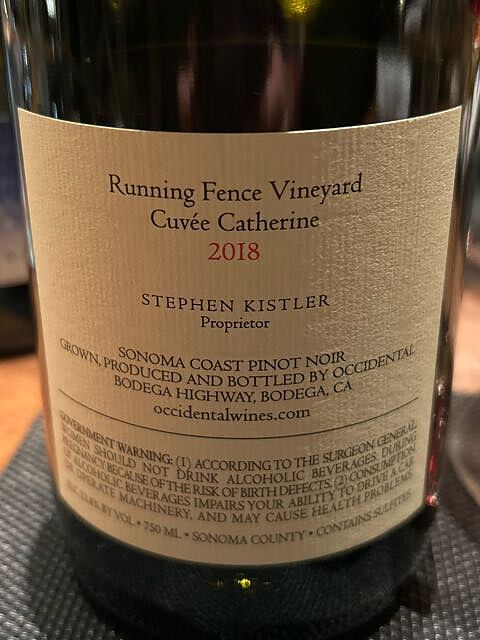 Running Fence Vineyard
Cuvée Catherine
2018
STEPHEN KISTLER
Proprietor
SONOMA COAST PINOT NOIR
GROWN, PRODUCED AND BOTTLED BY OCCIDENTAL
BODEGA HIGHWAY, BODEGA, CA
occidentalwines.com
GOVERNMENT WARNING: (1) ACCORDING TO THE SURGEON GENERAL,
WOMEN SHOULD NOT DRINK ALCOHOLIC BEVERAGES DURING
PREGNANCY BECAUSE OF THE RISK OF BIRTH DEFECTS. (2) CONSUMPTION
OF ALCOHOLIC BEVERAGES IMPAIRS YOUR ABILITY TO DRIVE A CAR
OR OPERATE MACHINERY, AND MAY CAUSE HEALTH PROBLEMS.
BY VOL • 750 ML • SONOMA COUNTY • CONTAINS SULFITES